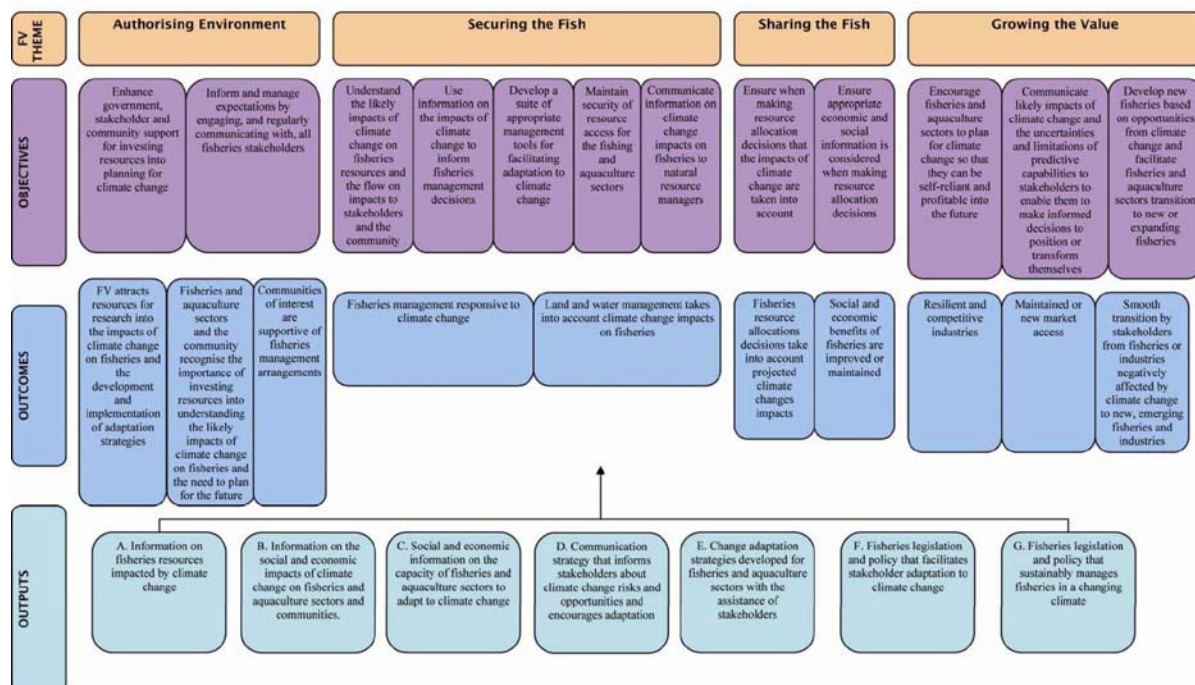 FV
THEME
Authorising Environment
Securing the Fish
Sharing the Fish
Growing the Value
OBJECTIVES
Enhance
government,
stakeholder and
community support
for investing
resources into
planning for
climate change
Inform and manage
expectations by
engaging, and regularly
communicating with, all
fisheries stakeholders
Understand
the likely
impacts of
climate
change on
fisheries
resources and
the flow on
impacts to
stakeholders
and the
community
Use
information on
the impacts of
climate
change to
inform
fisheries
management
decisions
Develop a
suite of
appropriate
management
tools for
facilitating
adaptation to
climate
change
Maintain
security of
resource
access for
the fishing
and
aquaculture
sectors
Communicate
information on
climate
change
impacts on
fisheries to
natural
resource
managers
Ensure when
making
resource
allocation
decisions that
the impacts of
climate
change are
taken into
account
Ensure
appropriate
economic and
social
information is
considered
when making
resource
allocation
decisions
Encourage
fisheries and
aquaculture
sectors to plan
for climate
change so that
they can be
self-reliant and
profitable into
the future
Communicate
likely impacts of
climate change and
the uncertainties
and limitations of
predictive
capabilities to
stakeholders to
enable them to
make informed
decisions to
position or
transform
themselves
Develop new
fisheries based
on opportunities
from climate
change and
facilitate
fisheries and
aquaculture
sectors transition
to new or
expanding
fisheries
OUTCOMES
FV attracts
resources for
research into
the impacts of
climate change
on fisheries and
the
development
and
implementation
of adaptation
strategies
Fisheries and
aquaculture
sectors
and the
community
recognise the
importance of
investing
resources into
understanding
the likely
impacts of
climate change
on fisheries and
the need to plan
for the future
Communities
of interest
are
supportive of
fisheries
management
arrangements
Fisheries management responsive to
climate change
Land and water management takes
into account climate change impacts
on fisheries
Fisheries
resource
allocations
decisions take
into account
projected
climate
changes
impacts
Social and
economic
benefits of
fisheries are
improved or
maintained
Resilient and
competitive
industries
Maintained or
new market
access
Smooth
transition by
stakeholders
from fisheries or
industries
negatively
affected by
climate change
to new, emerging
fisheries and
industries
OUTPUTS
A. Information on
fisheries resources
impacted by climate
change
B. Information on the
social and economic
impacts of climate
change on fisheries and
aquaculture sectors and
communities.
C. Social and economic
information on the
capacity of fisheries and
aquaculture sectors to
adapt to climate change
D. Communication
strategy that informs
stakeholders about
climate change risks and
opportunities and
encourages adaptation
E. Change adaptation
strategies developed for
fisheries and aquaculture
sectors with the
assistance of
stakeholders
F. Fisheries legislation
and policy that facilitates
stakeholder adaptation to
climate change
G. Fisheries legislation
and policy that
sustainably manages
fisheries in a changing
climate